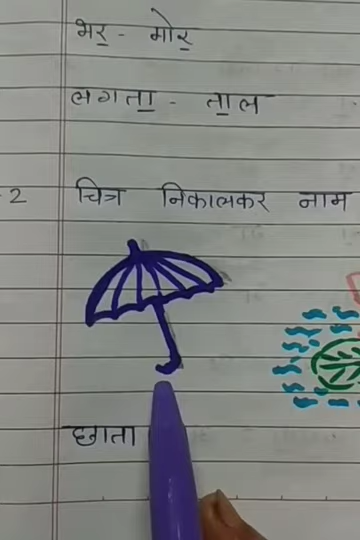 भर - मोर
लगता - ताल
2 चित्र निकालकर नाम
छाता